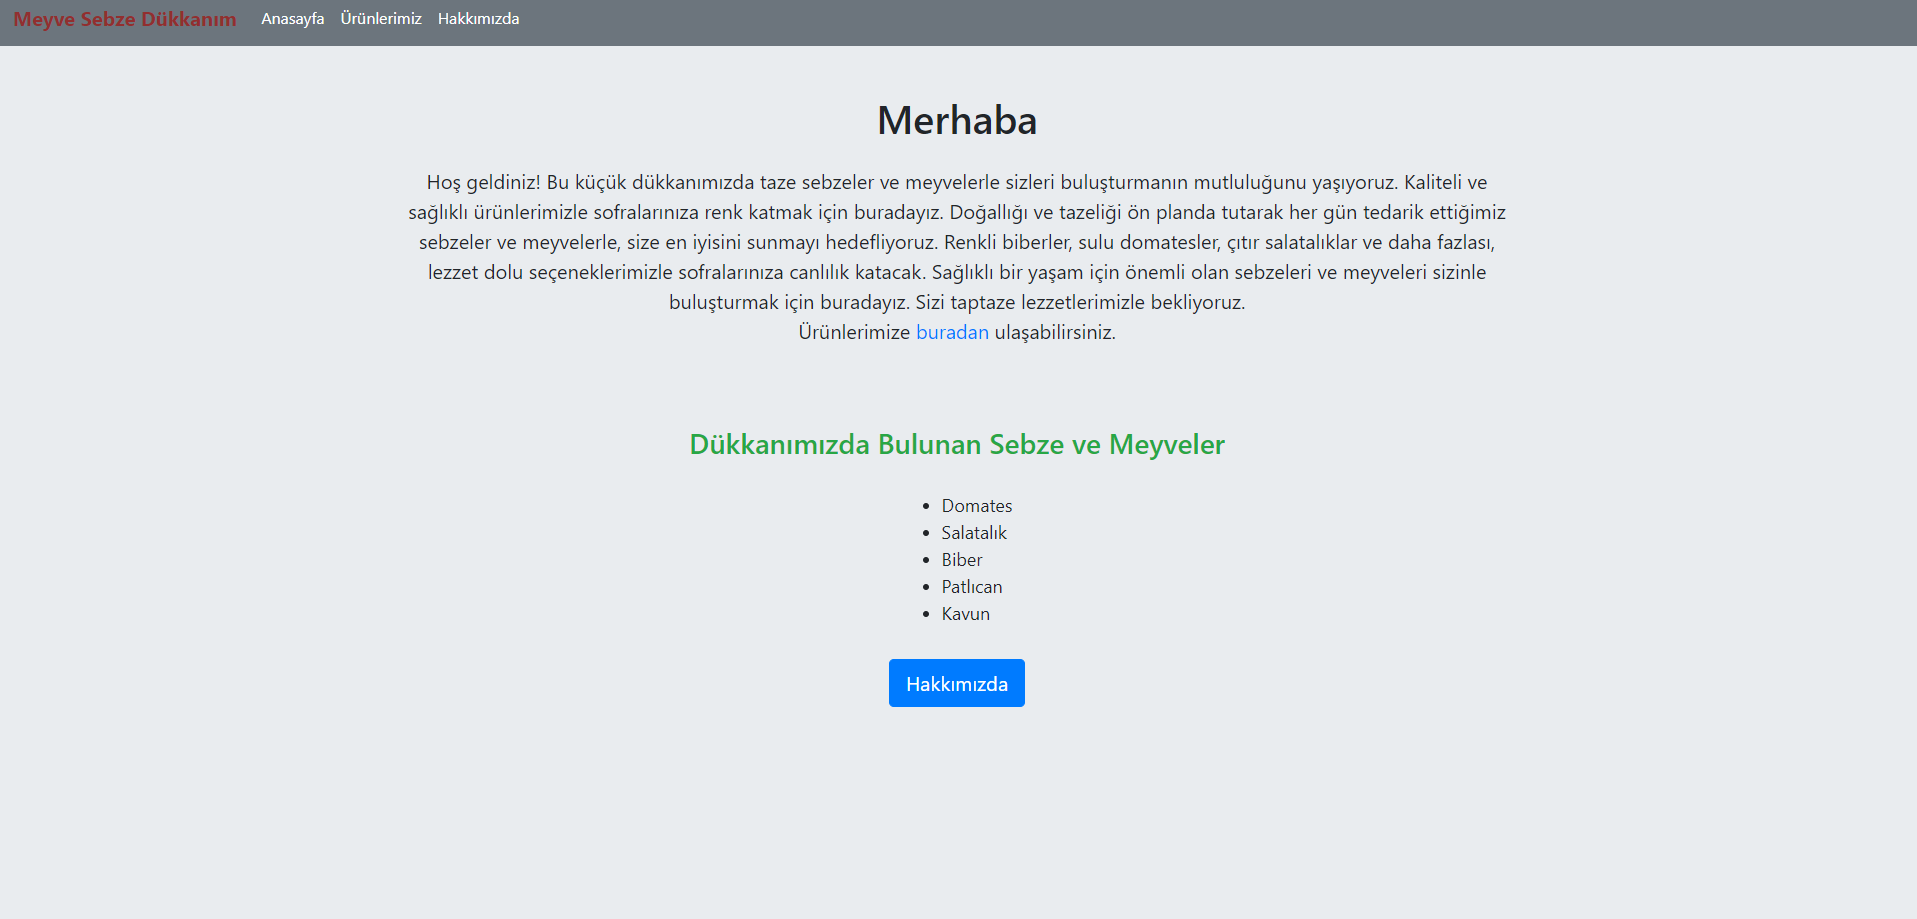 Meyve Sebze Dükkanım Anasayfa Ürünlerimiz Hakkımızda
Merhaba
Hoş geldiniz! Bu küçük dükkanımızda taze sebzeler ve meyvelerle sizleri buluşturmanın mutluluğunu yaşıyoruz. Kaliteli ve
sağlıklı ürünlerimizle sofralarınıza renk katmak için buradayız. Doğallığı ve tazeliği ön planda tutarak her gün tedarik ettiğimiz
sebzeler ve meyvelerle, size en iyisini sunmayı hedefliyoruz. Renkli biberler, sulu domatesler, çıtır salatalıklar ve daha fazlası,
lezzet dolu seçeneklerimizle sofralarınıza canlılık katacak. Sağlıklı bir yaşam için önemli olan sebzeleri ve meyveleri sizinle
buluşturmak için buradayız. Sizi taptaze lezzetlerimizle bekliyoruz.
Ürünlerimize buradan ulaşabilirsiniz.
Dükkanımızda Bulunan Sebze ve Meyveler
• Domates
• Salatalık
• Biber
• Patlıcan
• Kavun
Hakkımızda